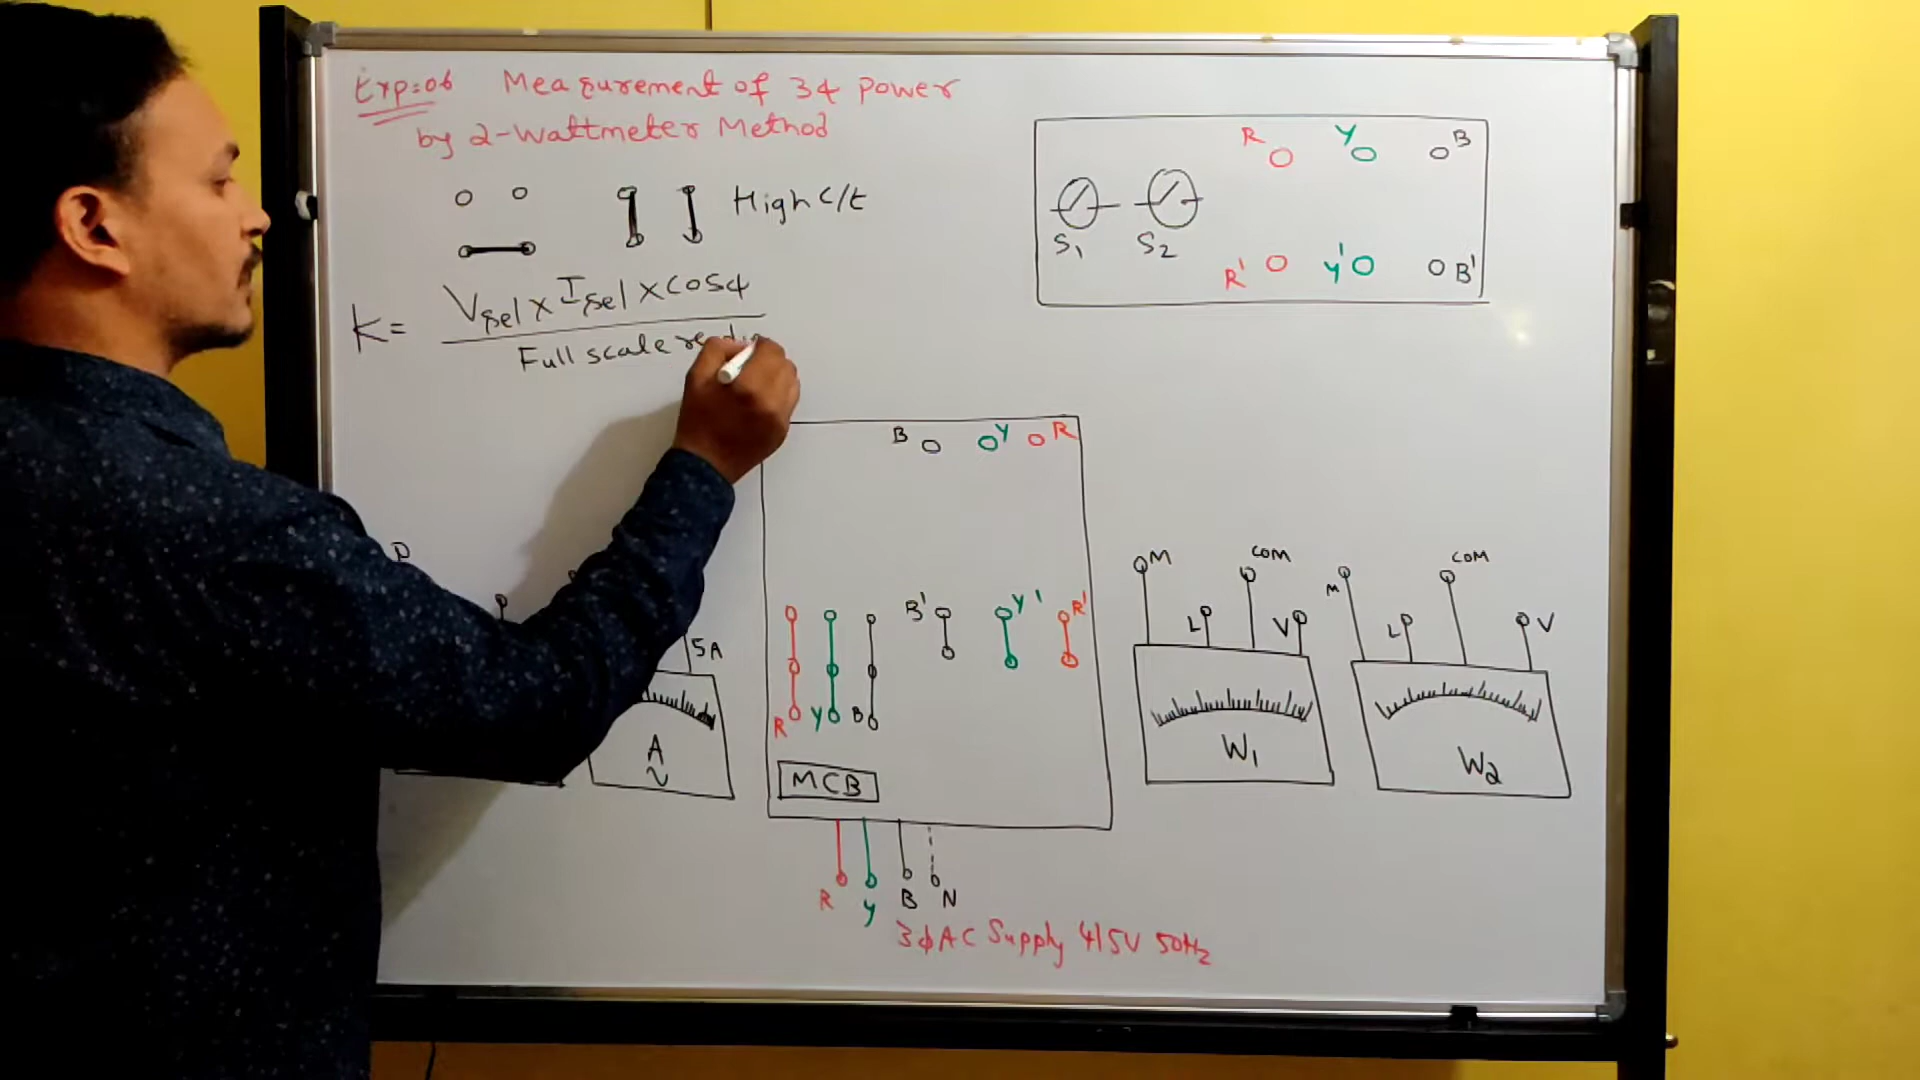 Exp:06 Measurement of 3ϕ power
by 2-Wattmeter Method
High C/t
K = Vsel x Isel x cosϕ
Full scale
R Y B
S1 S2
R' Y' B'
B Y R
B' Y' R'
5A
R Y B
A
~
MCB
M COM
L V
W1
M COM
L V
W2
R Y B N
3ϕ AC Supply 415V 50Hz